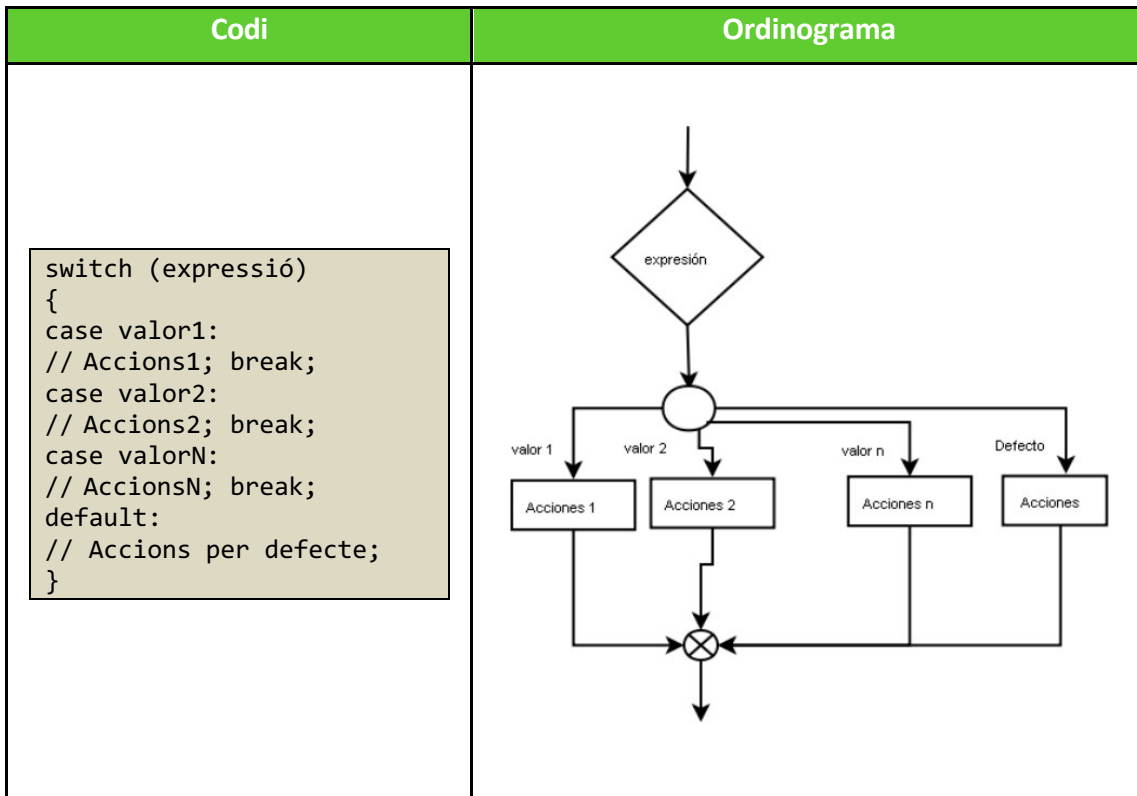 Codi
Ordinograma
switch (expressió)
{
case valor1:
// Accions1; break;
case valor2:
// Accions2; break;
case valorN:
// AccionsN; break;
default:
// Accions per defecte;
}
expresión
valor 1
valor 2
valor n
Defecto
Acciones 1
Acciones 2
Acciones n
Acciones